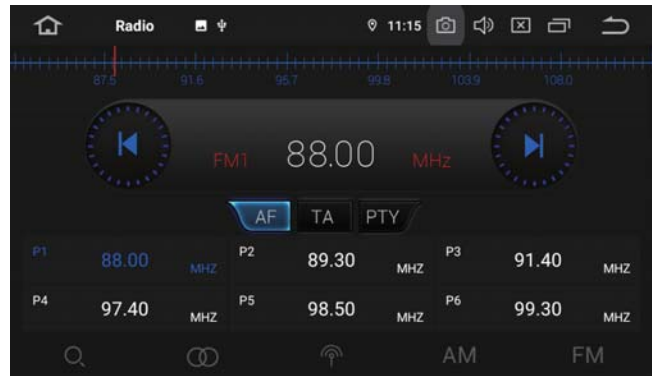 Radio 11:15
87.5 91.6 95.7 99.8 103.9 108.0
FM1 88.00 MHz
AF TA PTY
P1 88.00 MHZ P2 89.30 MHZ P3 91.40 MHZ
P4 97.40 MHZ P5 98.50 MHZ P6 99.30 MHZ
AM FM